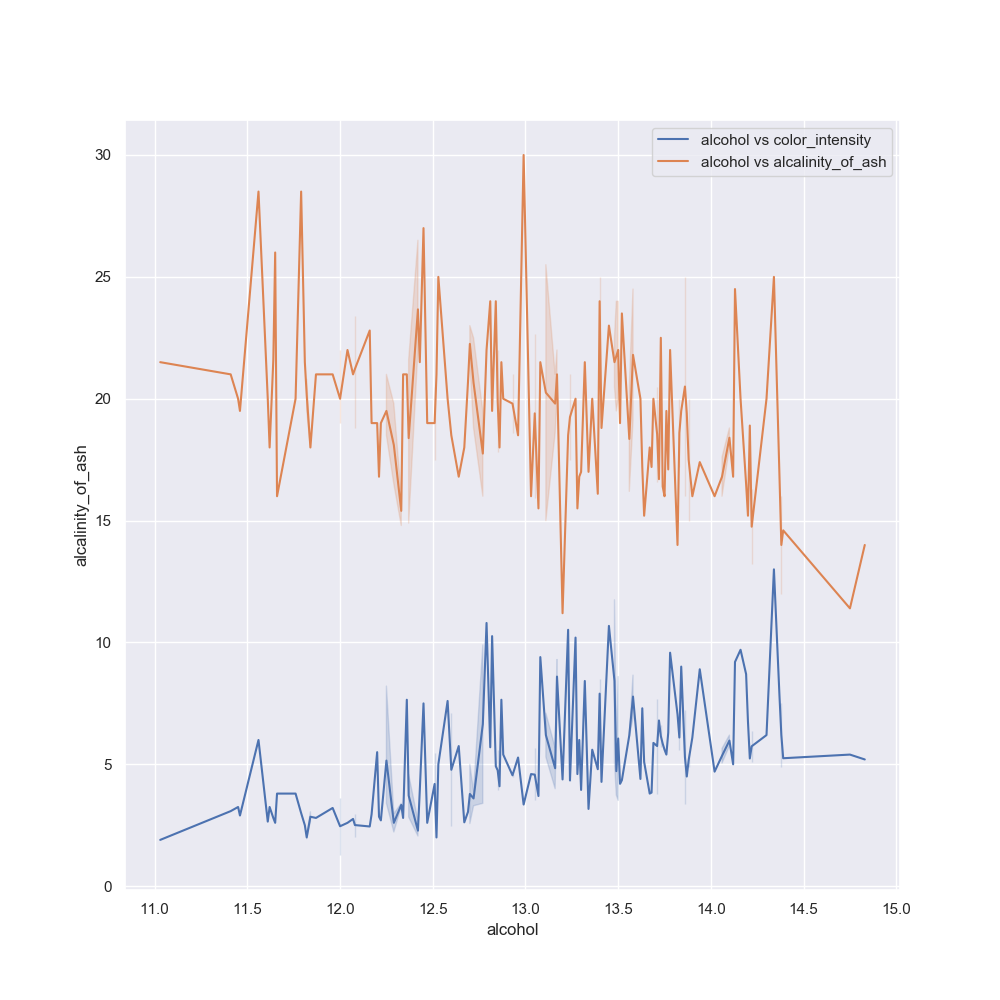 alcohol vs color_intensity
alcohol vs alcalinity_of_ash
30
25
20
15
10
5
0
alcalinity_of_ash
11.0 11.5 12.0 12.5 13.0 13.5 14.0 14.5 15.0
alcohol